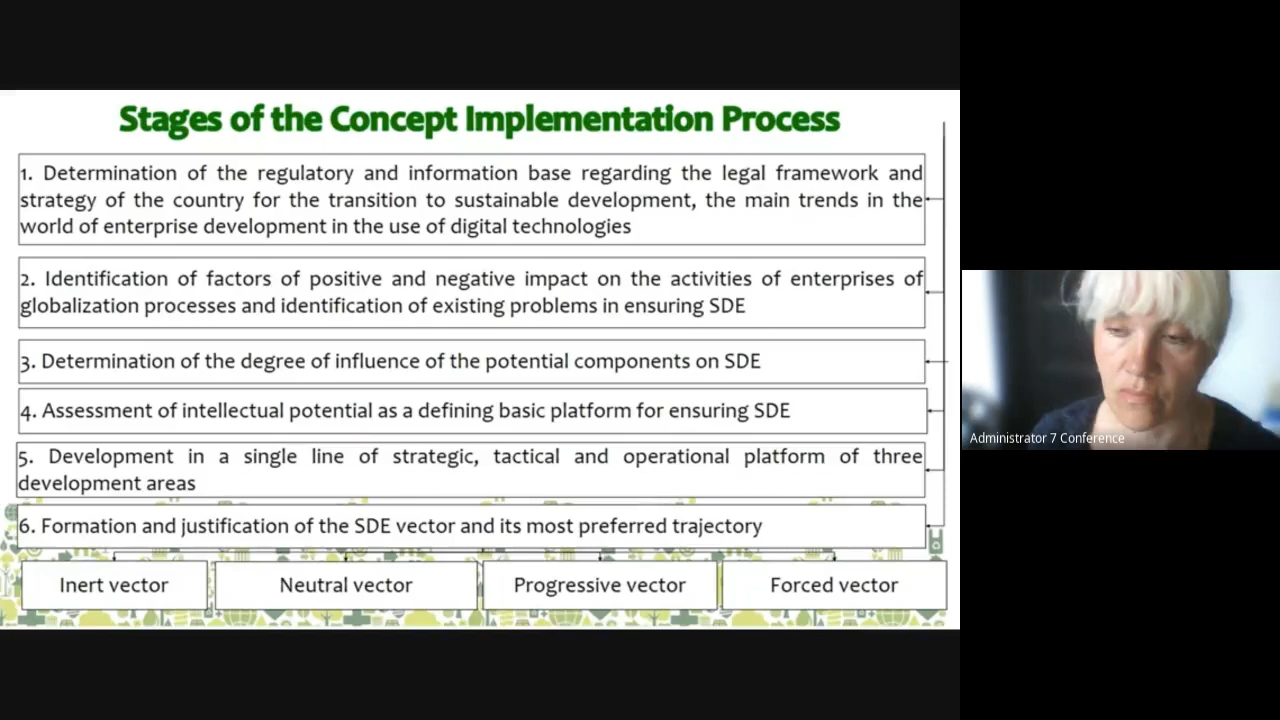 Stages of the Concept Implementation Process
1. Determination of the regulatory and information base regarding the legal framework and
strategy of the country for the transition to sustainable development, the main trends in the
world of enterprise development in the use of digital technologies
2. Identification of factors of positive and negative impact on the activities of enterprises of
globalization processes and identification of existing problems in ensuring SDE
3. Determination of the degree of influence of the potential components on SDE
4. Assessment of intellectual potential as a defining basic platform for ensuring SDE
5. Development in a single line of strategic, tactical and operational platform of three
development areas
6. Formation and justification of the SDE vector and its most preferred trajectory
Inert vector
Neutral vector
Progressive vector
Forced vector
Administrator 7 Conference